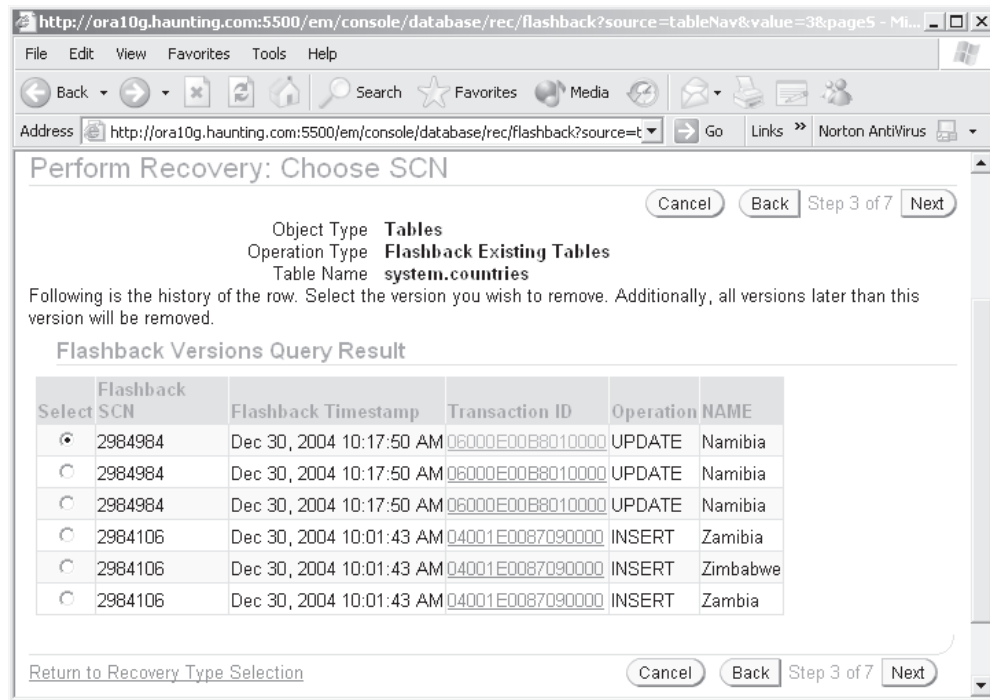 http://ora10g.haunting.com:5500/em/console/database/rec/flashback?source=tableNav&value=3&pageS - Mi...
File Edit View Favorites Tools Help
Back Search Favorites Media
Address http://ora10g.haunting.com:5500/em/console/database/rec/flashback?source=t Go Links » Norton AntiVirus
Perform Recovery: Choose SCN
Cancel Back Step 3 of 7 Next
Object Type Tables
Operation Type Flashback Existing Tables
Table Name system.countries
Following is the history of the row. Select the version you wish to remove. Additionally, all versions later than this
version will be removed.
Flashback Versions Query Result
Select Flashback SCN Flashback Timestamp Transaction ID Operation NAME
2984984 Dec 30, 2004 10:17:50 AM 06000E00B8010000 UPDATE Namibia
2984984 Dec 30, 2004 10:17:50 AM 06000E00B8010000 UPDATE Namibia
2984984 Dec 30, 2004 10:17:50 AM 06000E00B8010000 UPDATE Namibia
2984106 Dec 30, 2004 10:01:43 AM 04001E0087090000 INSERT Zamibia
2984106 Dec 30, 2004 10:01:43 AM 04001E0087090000 INSERT Zimbabwe
2984106 Dec 30, 2004 10:01:43 AM 04001E0087090000 INSERT Zambia
Return to Recovery Type Selection Cancel Back Step 3 of 7 Next